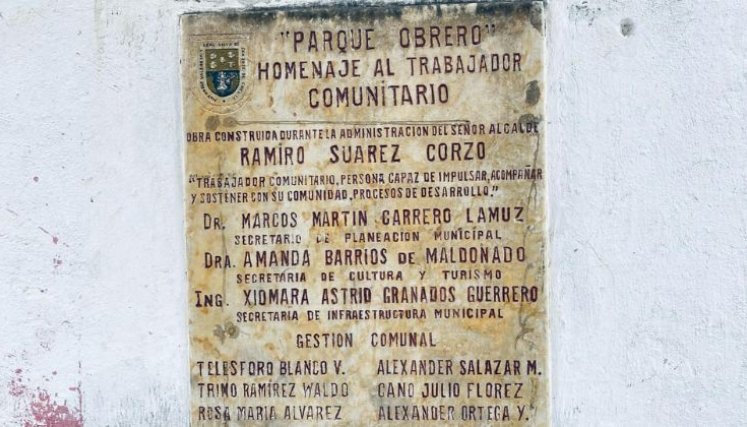 "PARQUE OBRERO"
HOMENAJE AL TRABAJADOR
COMUNITARIO
OBRA CONSTRUIDA DURANTE LA ADMINISTRACION DEL SEÑOR ALCALDE
RAMIRO SUAREZ CORZO
"TRABAJADOR COMUNITARIO, PERSONA CAPAZ DE IMPULSAR, ACOMPAÑAR
Y SOSTENER CON SU COMUNIDAD, PROCESOS DE DESARROLLO."
DR. MARCOS MARTIN CARRERO LAMUZ
SECRETARIO DE PLANEACION MUNICIPAL
DRA. AMANDA BARRIOS DE MALDONADO
SECRETARIA DE CULTURA Y TURISMO
ING. XIOMARA ASTRID GRANADOS GUERRERO
SECRETARIA DE INFRAESTRUCTURA MUNICIPAL
GESTION COMUNAL
TELESFORO BLANCO V. ALEXANDER SALAZAR M.
TRINO RAMÍREZ WALDO CANO JULIO FLOREZ
ROSA MARIA ALVAREZ ALEXANDER ORTEGA Y.